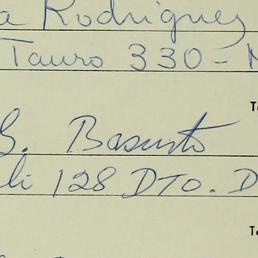 a Rodriguez
Tauro 330 - M
T
G. Basurto
li 128 DTO. D
T